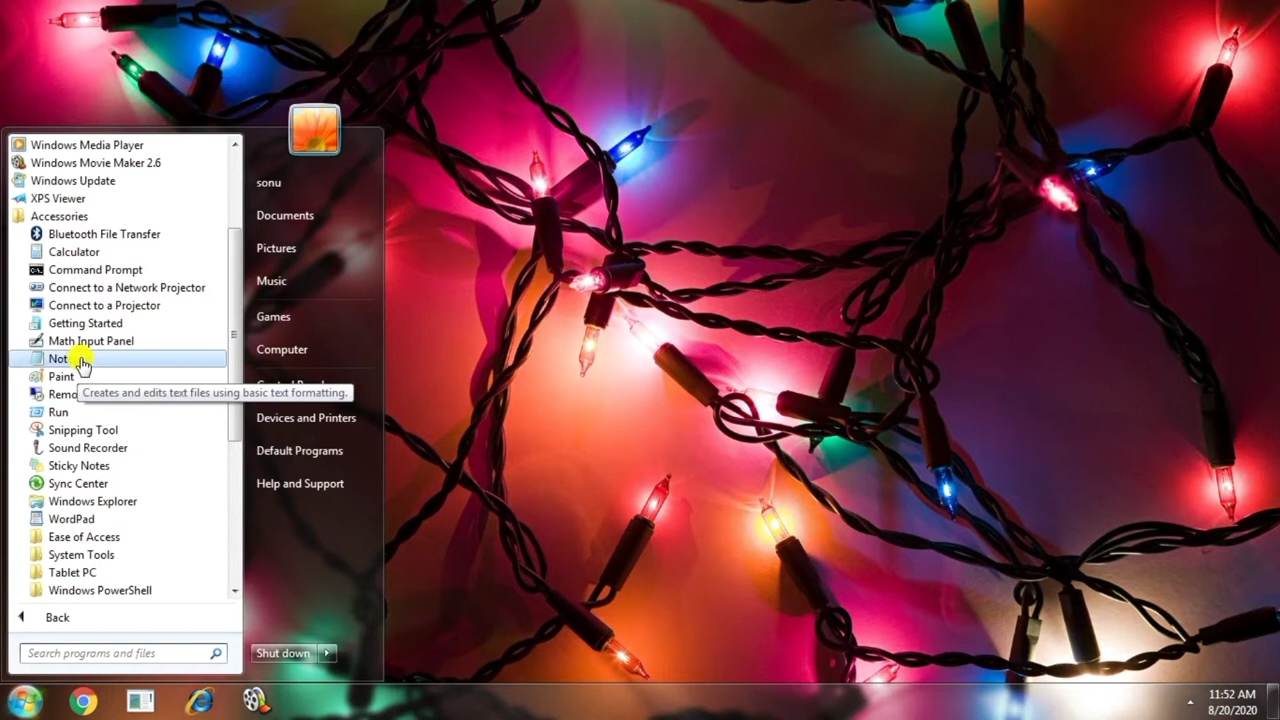 Windows Media Player
Windows Movie Maker 2.6
Windows Update
XPS Viewer
Accessories
Bluetooth File Transfer
Calculator
Command Prompt
Connect to a Network Projector
Connect to a Projector
Getting Started
Math Input Panel
Not
Paint
Remo
Creates and edits text files using basic text formatting.
Run
Snipping Tool
Sound Recorder
Sticky Notes
Sync Center
Windows Explorer
WordPad
Ease of Access
System Tools
Tablet PC
Windows PowerShell
Back
Search programs and files
sonu
Documents
Pictures
Music
Games
Computer
Devices and Printers
Default Programs
Help and Support
Shut down
11:52 AM
8/20/2020